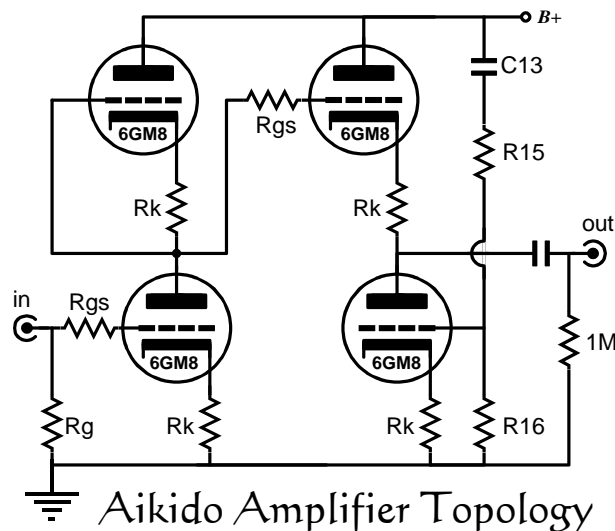 B+
C13
6GM8
6GM8
Rgs
R15
Rk
Rk
out
in
Rgs
1M
6GM8
6GM8
Rg
Rk
Rk
R16
Aikido Amplifier Topology